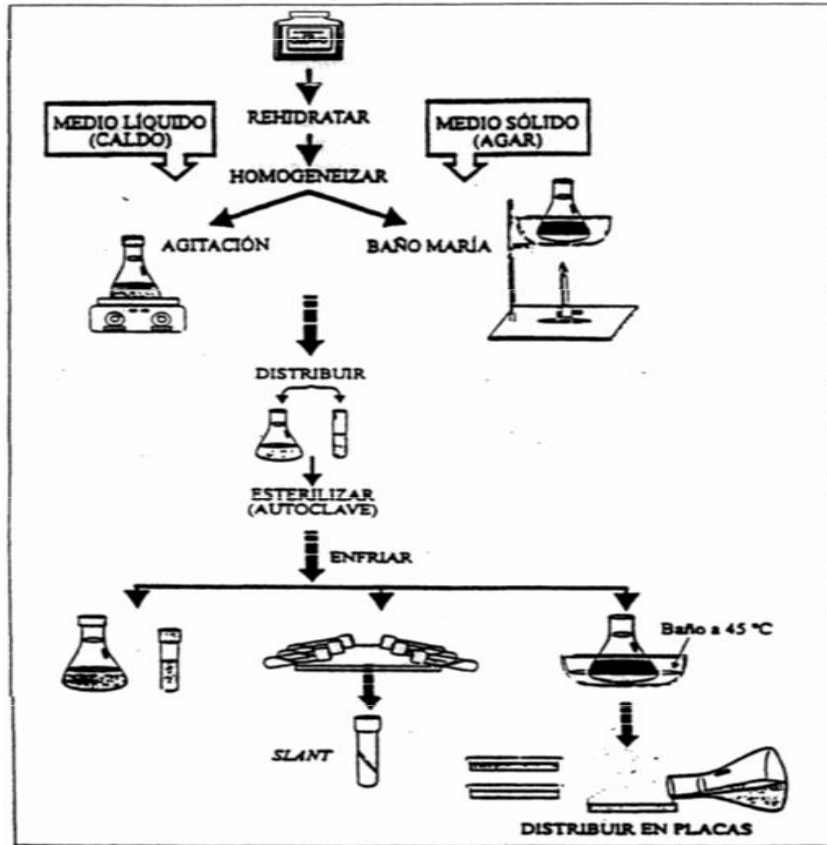 REHIDRATAR
MEDIO LÍQUIDO
(CALDO)
MEDIO SÓLIDO
(AGAR)
HOMOGENEIZAR
AGITACIÓN
BAÑO MARÍA
DISTRIBUIR
ESTERILIZAR
(AUTOCLAVE)
ENFRIAR
Baño a 45 °C
SLANT
DISTRIBUIR EN PLACAS